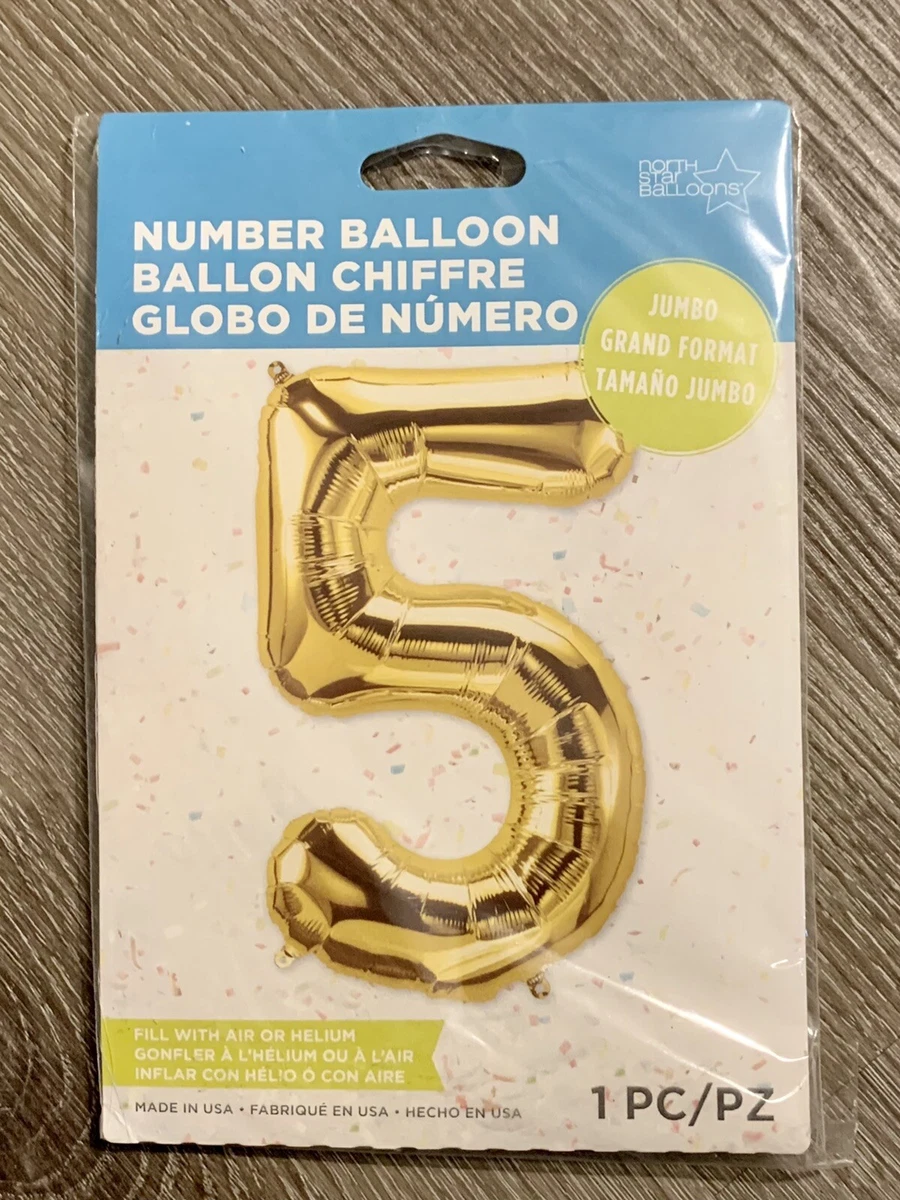 north
star
balloons
NUMBER BALLOON
BALLON CHIFFRE
GLOBO DE NÚMERO
JUMBO
GRAND FORMAT
TAMAÑO JUMBO
5
FILL WITH AIR OR HELIUM
GONFLER À L'HÉLIUM OU À L'AIR
INFLAR CON HÉLIO Ó CON AIRE
MADE IN USA • FABRIQUÉ EN USA • HECHO EN USA
1 PC/PZ